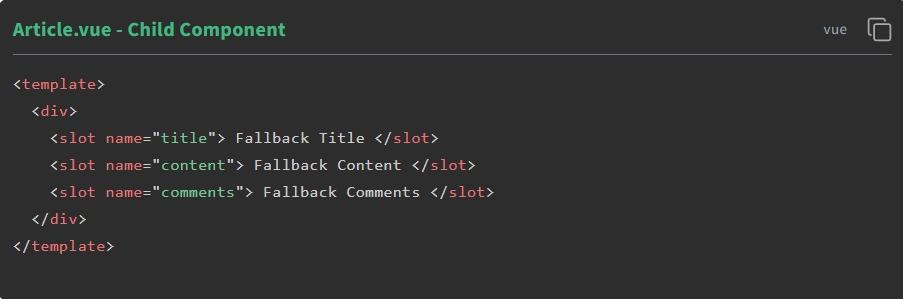 Article.vue - Child Component
vue
<template>
  <div>
    <slot name="title"> Fallback Title </slot>
    <slot name="content"> Fallback Content </slot>
    <slot name="comments"> Fallback Comments </slot>
  </div>
</template>